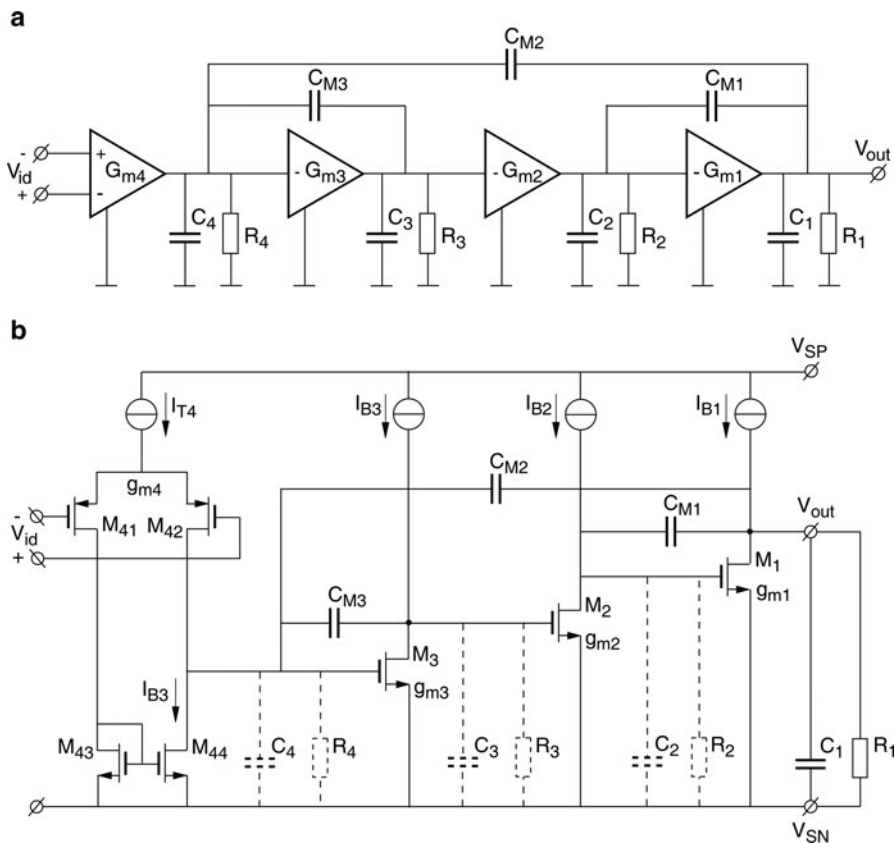 a
C_M2
C_M3
C_M1
-
V_id
+
+
-
G_m4
- G_m3
- G_m2
- G_m1
V_out
C_4
R_4
C_3
R_3
C_2
R_2
C_1
R_1
b
V_SP
I_T4
I_B3
I_B2
I_B1
g_m4
C_M2
-
V_id
+
M_41
M_42
C_M1
V_out
C_M3
M_3
g_m3
M_2
g_m2
M_1
g_m1
I_B3
M_43
M_44
C_4
R_4
C_3
R_3
C_2
R_2
C_1
R_1
V_SN